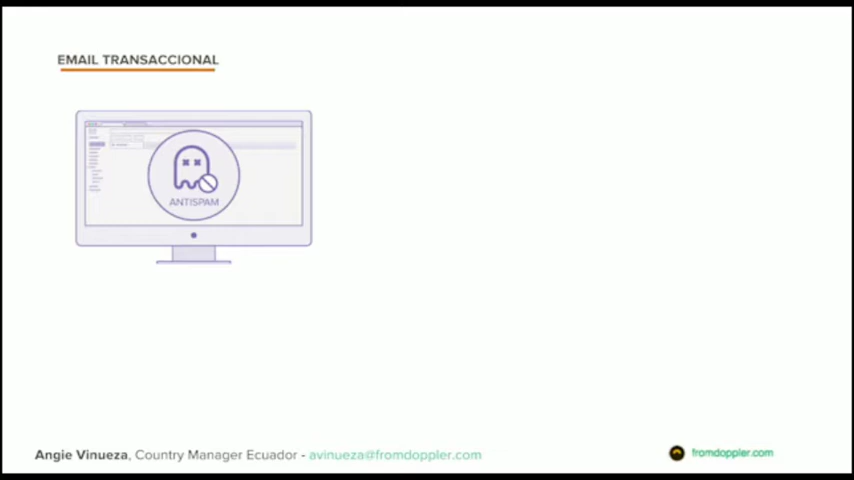 EMAIL TRANSACCIONAL
ANTISPAM
Angie Vinueza, Country Manager Ecuador - avinueza@fromdoppler.com
fromdoppler.com